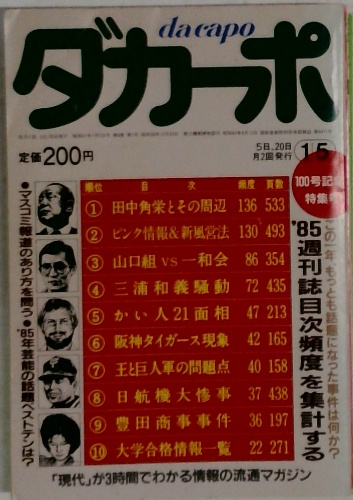 da capo
ダカーポ
定価200円
5日、20日
月2回発行
1/5
100号記念
特集号
順位 目次 頻度 頁数
① 田中角栄とその周辺 136 533
② ピンク情報&新風営法 130 493
③ 山口組vs一和会 86 354
④ 三浦和義騒動 72 435
⑤ かい人21面相 47 213
⑥ 阪神タイガース現象 42 165
⑦ 王と巨人軍の問題点 40 158
⑧ 日航機大惨事 37 438
⑨ 豊田商事事件 36 197
⑩ 大学合格情報一覧 22 271
この一年 もっとも話題になった事件は何か?
'85週刊誌目次頻度を集計する
●マスコミ報道のあり方を問う●'85年芸能の話題ベストテンは?
「現代」が3時間でわかる情報の流通マガジン